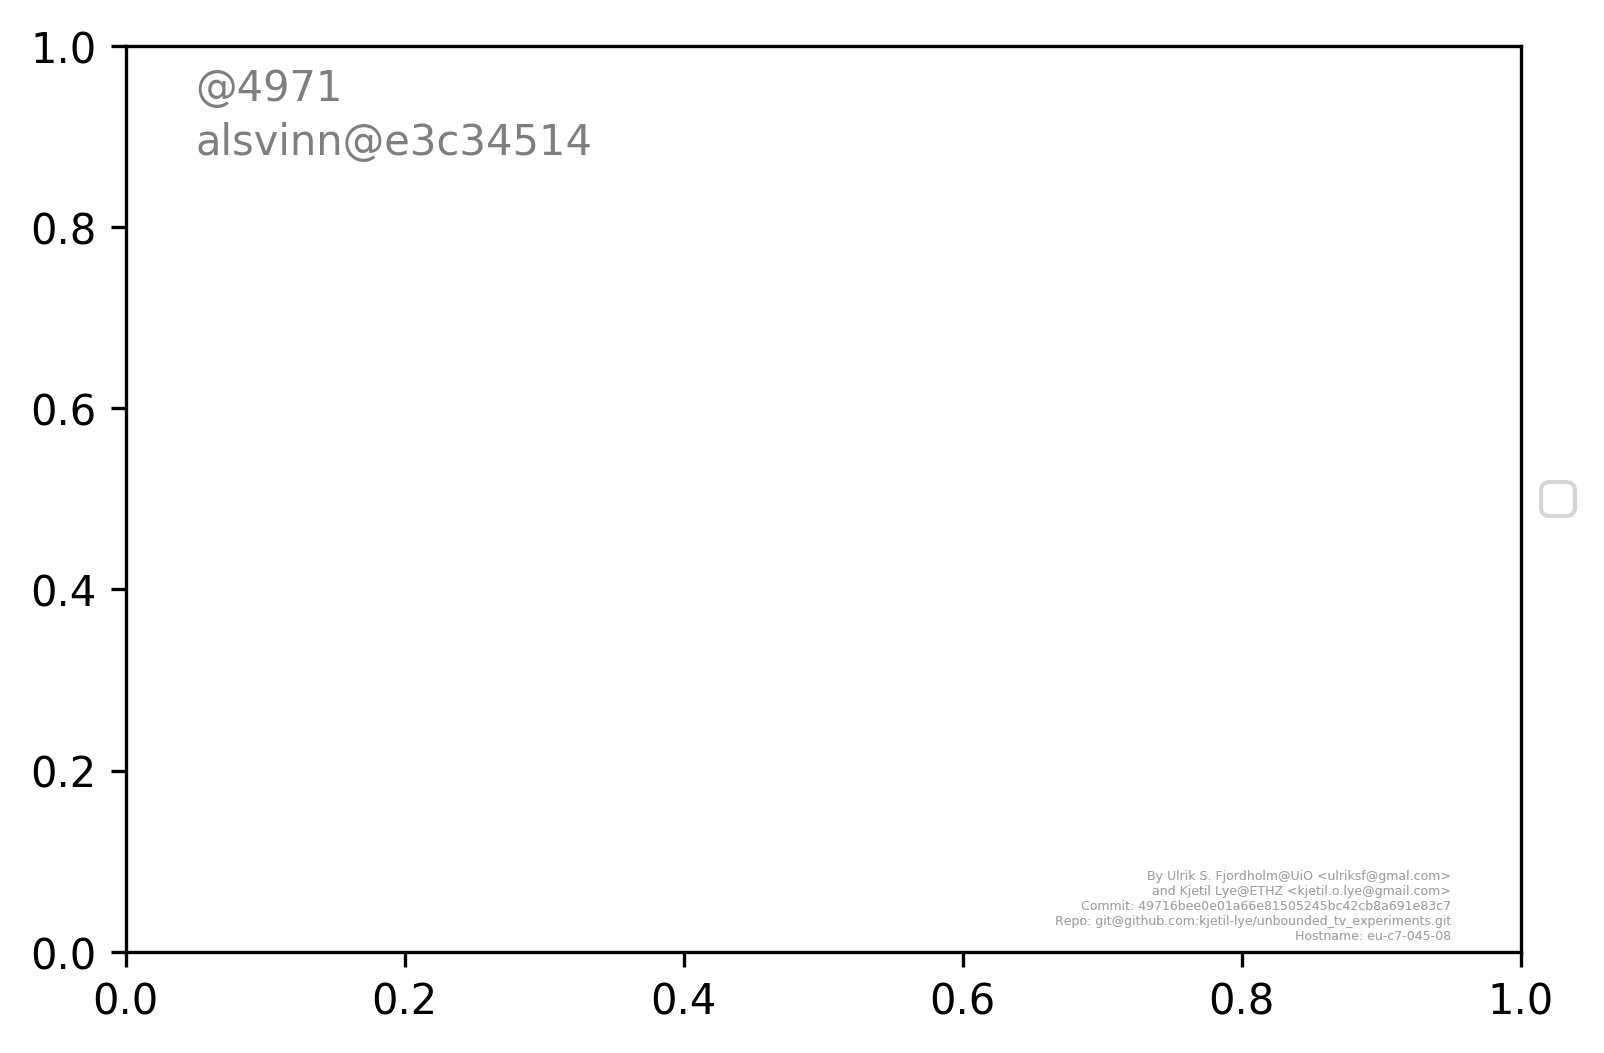 1.0
@4971
alsvinn@e3c34514
0.8
0.6
0.4
0.2
By Ulrik S. Fjordholm@UiO <ulriksf@gmal.com>
and Kjetil Lye@ETHZ <kjetil.o.lye@gmail.com>
Commit: 49716bee0e01a66e81505245bc42cb8a691e83c7
Repo: git@github.com:kjetil-lye/unbounded_tv_experiments.git
Hostname: eu-c7-045-08
0.0
0.0 0.2 0.4 0.6 0.8 1.0